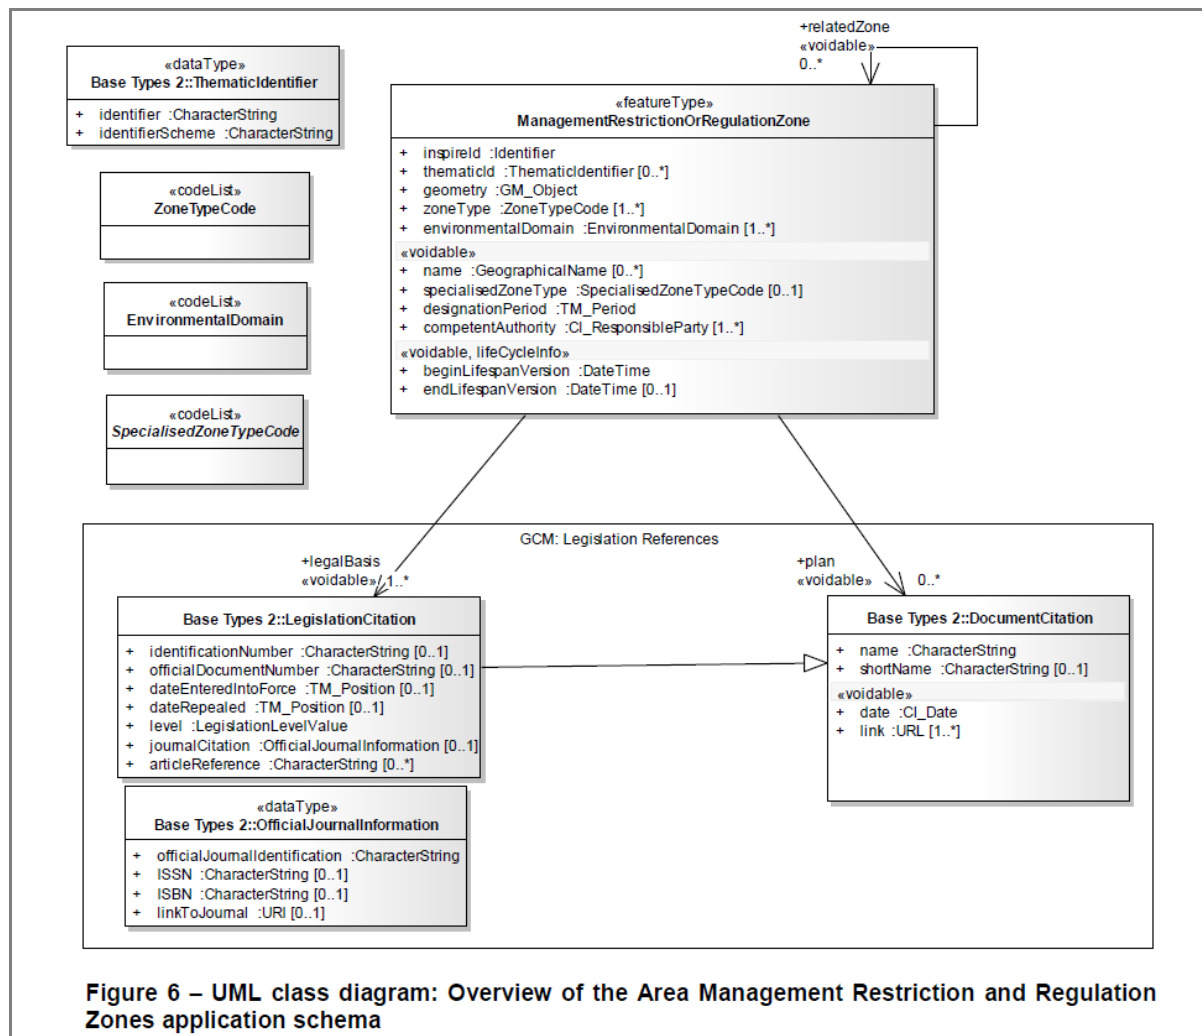 +relatedZone
«voidable»
0..*
«dataType»
Base Types 2::ThematicIdentifier
+ identifier :CharacterString
+ identifierScheme :CharacterString
«featureType»
ManagementRestrictionOrRegulationZone
+ inspireId :Identifier
+ thematicId :ThematicIdentifier [0..*]
+ geometry :GM_Object
+ zoneType :ZoneTypeCode [1..*]
+ environmentalDomain :EnvironmentalDomain [1..*]
«voidable»
+ name :GeographicalName [0..*]
+ specialisedZoneType :SpecialisedZoneTypeCode [0..1]
+ designationPeriod :TM_Period
+ competentAuthority :CI_ResponsibleParty [1..*]
«voidable, lifeCycleInfo»
+ beginLifespanVersion :DateTime
+ endLifespanVersion :DateTime [0..1]
«codeList»
ZoneTypeCode
«codeList»
EnvironmentalDomain
«codeList»
SpecialisedZoneTypeCode
GCM: Legislation References
+legalBasis
«voidable» 1..*
+plan
«voidable» 0..*
Base Types 2::LegislationCitation
+ identificationNumber :CharacterString [0..1]
+ officialDocumentNumber :CharacterString [0..1]
+ dateEnteredIntoForce :TM_Position [0..1]
+ dateRepealed :TM_Position [0..1]
+ level :LegislationLevelValue
+ journalCitation :OfficialJournalInformation [0..1]
+ articleReference :CharacterString [0..*]
Base Types 2::DocumentCitation
+ name :CharacterString
+ shortName :CharacterString [0..1]
«voidable»
+ date :CI_Date
+ link :URL [1..*]
«dataType»
Base Types 2::OfficialJournalInformation
+ officialJournalIdentification :CharacterString
+ ISSN :CharacterString [0..1]
+ ISBN :CharacterString [0..1]
+ linkToJournal :URI [0..1]
Figure 6 – UML class diagram: Overview of the Area Management Restriction and Regulation
Zones application schema